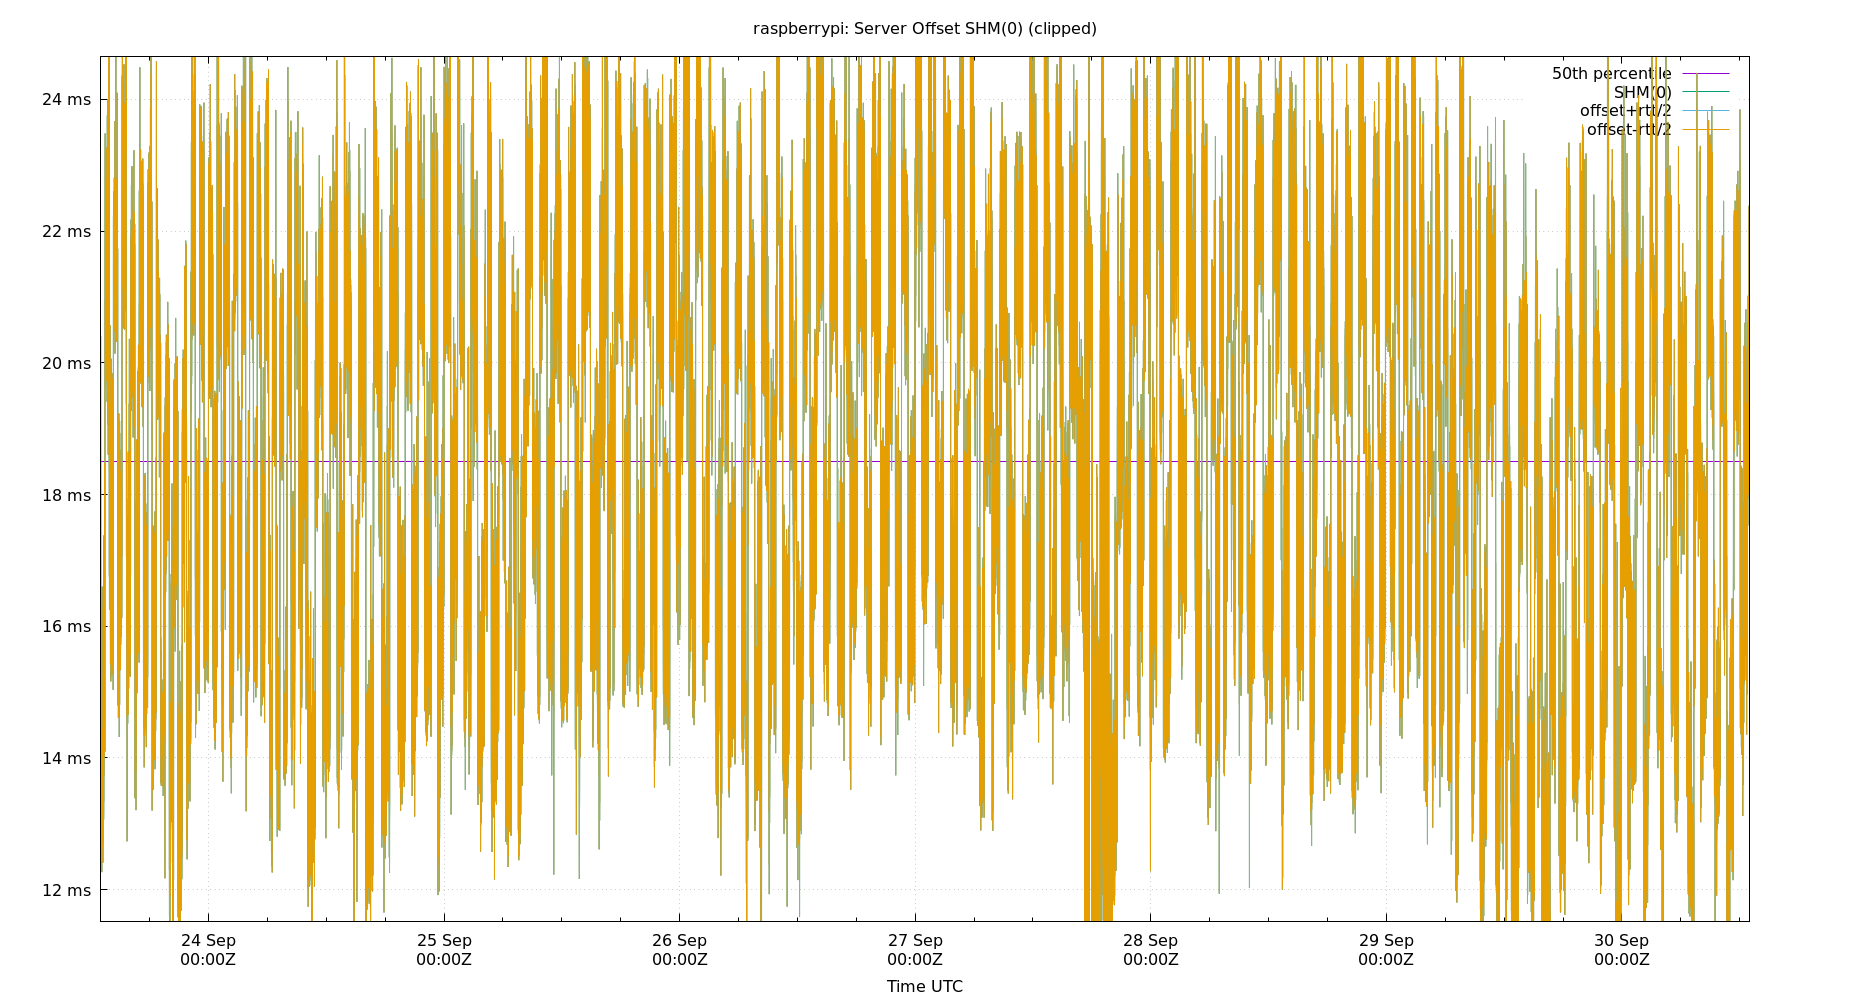 raspberrypi: Server Offset SHM(0) (clipped)
50th percentile
SHM(0)
offset+rtt/2
offset-rtt/2
24 ms
22 ms
20 ms
18 ms
16 ms
14 ms
12 ms
24 Sep 25 Sep 26 Sep 27 Sep 28 Sep 29 Sep 30 Sep
00:00Z 00:00Z 00:00Z 00:00Z 00:00Z 00:00Z 00:00Z
Time UTC